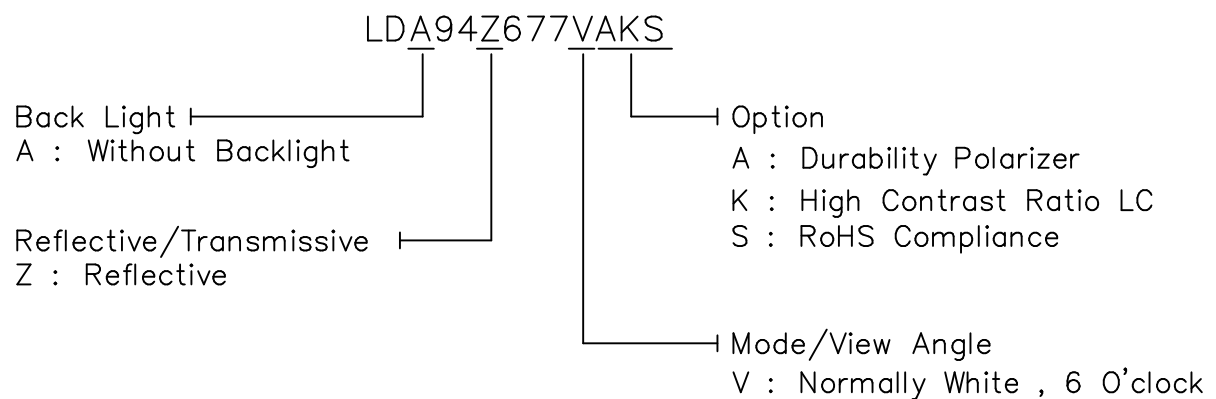 LDA94Z677VAKS
Back Light
A : Without Backlight
Reflective/Transmissive
Z : Reflective
Option
A : Durability Polarizer
K : High Contrast Ratio LC
S : RoHS Compliance
Mode/View Angle
V : Normally White , 6 O'clock